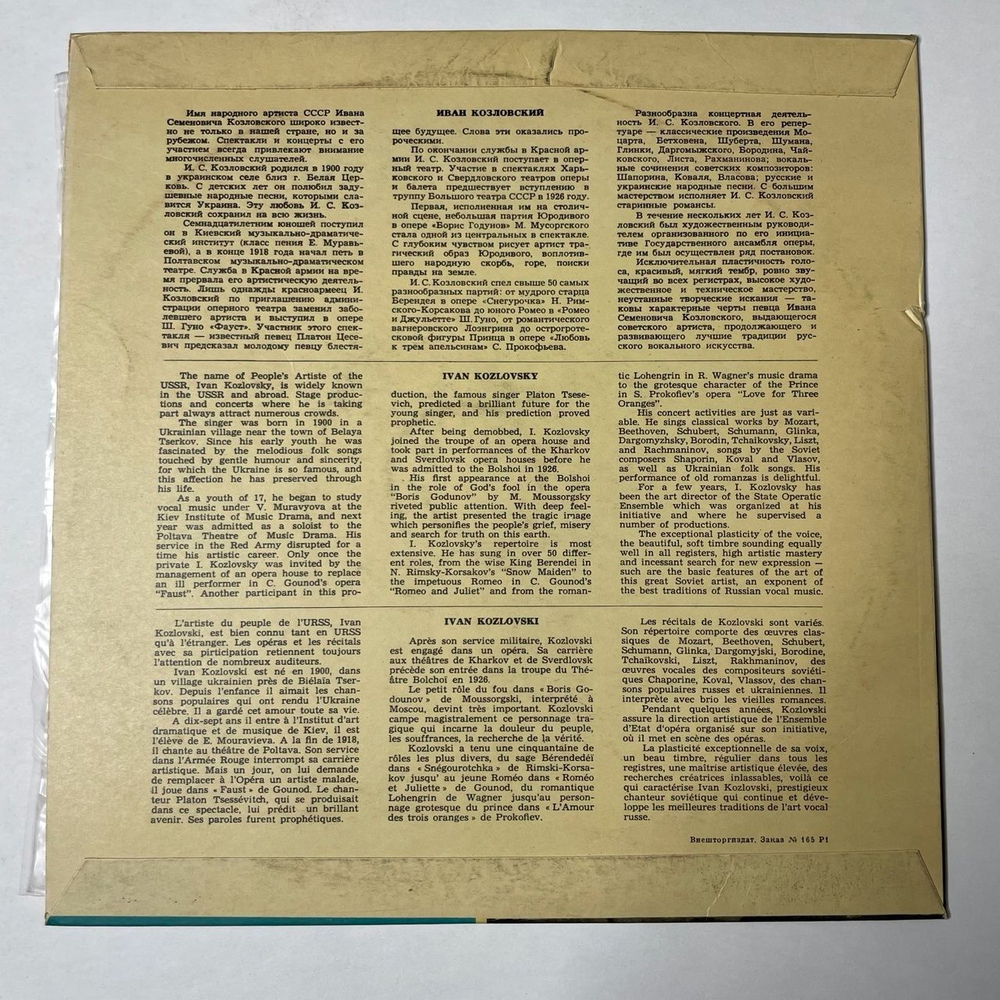 Имя народного артиста СССР Ивана
Семеновича Козловского широко извест-
но не только в нашей стране, но и за
рубежом. Спектакли и концерты с его
участием всегда привлекают внимание
многочисленных слушателей.
И. С. Козловский родился в 1900 году
в украинском селе близ г. Белая Цер-
ковь. С детских лет он полюбил заду-
шевные народные песни, которыми сла-
вится Украина. Эту любовь И. С. Коз-
ловский сохранил на всю жизнь.
Семнадцатилетним юношей поступил
он в Киевский музыкально-драматиче-
ский институт (класс пения Е. Муравь-
евой), а в конце 1918 года начал петь в
Полтавском музыкально-драматическом
театре. Служба в Красной армии на вре-
мя прервала его артистическую деятель-
ность. Лишь однажды красноармеец И.
Козловский по приглашению админи-
страции оперного театра заменил забо-
левшего артиста и выступил в опере
Ш. Гуно «Фауст». Участник этого спек-
такля — известный певец Платон Цесе-
вич предсказал молодому певцу блестя-
ИВАН КОЗЛОВСКИЙ
щее будущее. Слова эти оказались про-
роческими.
По окончании службы в Красной ар-
мии И. С. Козловский поступает в опер-
ный театр. Участие в спектаклях Харь-
ковского и Свердловского театров оперы
и балета предшествует вступлению в
труппу Большого театра СССР в 1926 году.
Первая, исполненная им на столич-
ной сцене, небольшая партия Юродивого
в опере «Борис Годунов» М. Мусоргского
стала одной из центральных в спектакле.
С глубоким чувством рисует артист тра-
гический образ Юродивого, воплотив-
шего народную скорбь, горе, поиски
правды на земле.
И. С. Козловский спел свыше 50 самых
разнообразных партий: от мудрого старца
Берендея в опере «Снегурочка» Н. Рим-
ского-Корсакова до юного Ромео в «Ромео
и Джульетте» Ш. Гуно, от романтического
вагнеровского Лоэнгрина до остроготе-
сковой фигуры Принца в опере «Любовь
к трем апельсинам» С. Прокофьева.
Разнообразна концертная деятель-
ность И. С. Козловского. В его репер-
туаре — классические произведения Мо-
царта, Бетховена, Шуберта, Шумана,
Глинки, Даргомыжского, Бородина, Чай-
ковского, Листа, Рахманинова; вокаль-
ные сочинения советских композиторов:
Шапорина, Коваля, Власова; русские и
украинские народные песни. С большим
мастерством исполняет И. С. Козловский
старинные романсы.
В течение нескольких лет И. С. Коз-
ловский был художественным руководи-
телем организованного по его инициа-
тиве Государственного ансамбля оперы,
где им был осуществлен ряд постановок.
Исключительная пластичность голо-
са, красивый, мягкий тембр, ровно зву-
чащий во всех регистрах, высокое худо-
жественное и техническое мастерство,
неустанные творческие искания — та-
ковы характерные черты певца Ивана
Семеновича Козловского, выдающегося
советского артиста, продолжающего и
развивающего лучшие традиции рус-
ского вокального искусства.
The name of People's Artiste of the
USSR, Ivan Kozlovsky, is widely known
in the USSR and abroad. Stage produc-
tions and concerts where he is taking
part always attract numerous crowds.
The singer was born in 1900 in a
Ukrainian village near the town of Belaya
Tserkov. Since his early youth he was
fascinated by the melodious folk songs
touched by gentle humour and sincerity,
for which the Ukraine is so famous, and
this affection he has preserved through
his life.
As a youth of 17, he began to study
vocal music under V. Muravyova at the
Kiev Institute of Music Drama, and next
year was admitted as a soloist to the
Poltava Theatre of Music Drama. His
service in the Red Army disrupted for a
time his artistic career. Only once the
private I. Kozlovsky was invited by the
management of an opera house to replace
an ill performer in C. Gounod's opera
"Faust". Another participant in this pro-
IVAN KOZLOVSKY
duction, the famous singer Platon Tsese-
vich, predicted a brilliant future for the
young singer, and his prediction proved
prophetic.
After being demobbed, I. Kozlovsky
joined the troupe of an opera house and
took part in performances of the Kharkov
and Sverdlovsk opera houses before he
was admitted to the Bolshoi in 1926.
His first appearance at the Bolshoi
in the role of God's fool in the opera
"Boris Godunov" by M. Moussorgsky
riveted public attention. With deep feel-
ing, the artist presented the tragic image
which personifies the people's grief, misery
and search for truth on this earth.
I. Kozlovsky's repertoire is most
extensive. He has sung in over 50 differ-
ent roles, from the wise King Berendei in
N. Rimsky-Korsakov's "Snow Maiden" to
the impetuous Romeo in C. Gounod's
"Romeo and Juliet" and from the roman-
tic Lohengrin in R. Wagner's music drama
to the grotesque character of the Prince
in S. Prokofiev's opera "Love for Three
Oranges".
His concert activities are just as vari-
able. He sings classical works by Mozart,
Beethoven, Schubert, Schumann, Glinka,
Dargomyzhsky, Borodin, Tchaikovsky, Liszt,
and Rachmaninov, songs by the Soviet
composers Shaporin, Koval and Vlasov,
as well as Ukrainian folk songs. His
performance of old romanzas is delightful.
For a few years, I. Kozlovsky has
been the art director of the State Operatic
Ensemble which was organized at his
initiative and where he supervised a
number of productions.
The exceptional plasticity of the voice,
the beautiful, soft timbre sounding equally
well in all registers, high artistic mastery
and incessant search for new expression —
such are the basic features of the art of
this great Soviet artist, an exponent of
the best traditions of Russian vocal music.
L'artiste du peuple de l'URSS, Ivan
Kozlovski, est bien connu tant en URSS
qu'à l'étranger. Les opéras et les récitals
avec sa pirticipation retiennent toujours
l'attention de nombreux auditeurs.
Ivan Kozlovski est né en 1900, dans
un village ukrainien près de Biélaïa Tser-
kov. Depuis l'enfance il aimait les chan-
sons populaires qui ont rendu l'Ukraine
célèbre. Il a gardé cet amour toute sa vie.
A dix-sept ans il entre à l'Institut d'art
dramatique et de musique de Kiev, il est
l'élève de E. Mouravieva. A la fin de 1918,
il chante au théâtre de Poltava. Son service
dans l'Armée Rouge interrompt sa carrière
artistique. Mais un jour, on lui demande
de remplacer à l'Opéra un artiste malade,
il joue dans « Faust » de Gounod. Le chan-
teur Platon Tsessévitch, qui se produisait
dans ce spectacle, lui prédit un brillant
avenir. Ses paroles furent prophétiques.
IVAN KOZLOVSKI
Après son service militaire, Kozlovski
est engagé dans un opéra. Sa carrière
aux théâtres de Kharkov et de Sverdlovsk
précède son entrée dans la troupe du Thé-
âtre Bolchoï en 1926.
Le petit rôle du fou dans « Boris Go-
dounov » de Moussorgski, interprété à
Moscou, devint très important. Kozlovski
campe magistralement ce personnage tra-
gique qui incarne la douleur du peuple,
les souffrances, la recherche de la vérité.
Kozlovski a tenu une cinquantaine de
rôles les plus divers, du sage Bérendedéï
dans « Snégourotchka » de Rimski-Korsa-
kov jusqu' au jeune Roméo dans « Roméo
et Juliette » de Gounod, du romantique
Lohengrin de Wagner jusqu'au person-
nage grotesque du prince dans « L'Amour
des trois oranges » de Prokofiev.
Les récitals de Kozlovski sont variés.
Son répertoire comporte des œuvres clas-
siques de Mozart, Beethoven, Schubert,
Schumann, Glinka, Dargomyjski, Borodine,
Tchaïkovski, Liszt, Rakhmaninov, des
œuvres vocales des compositeurs soviéti-
ques Chaporine, Koval, Vlassov, des chan-
sons populaires russes et ukrainiennes. Il
interprète avec brio les vieilles romances.
Pendant quelques années, Kozlovski
assure la direction artistique de l'Ensemble
d'Etat d'opéra organisé sur son initiative,
où il met en scène des opéras.
La plasticité exceptionnelle de sa voix,
un beau timbre, régulier dans tous les
registres, une maîtrise artistique élevée, des
recherches créatrices inlassables, voilà ce
qui caractérise Ivan Kozlovski, prestigieux
chanteur soviétique qui continue et déve-
loppe les meilleures traditions de l'art vocal
russe.
Внешторгиздат. Заказ № 165 Р1